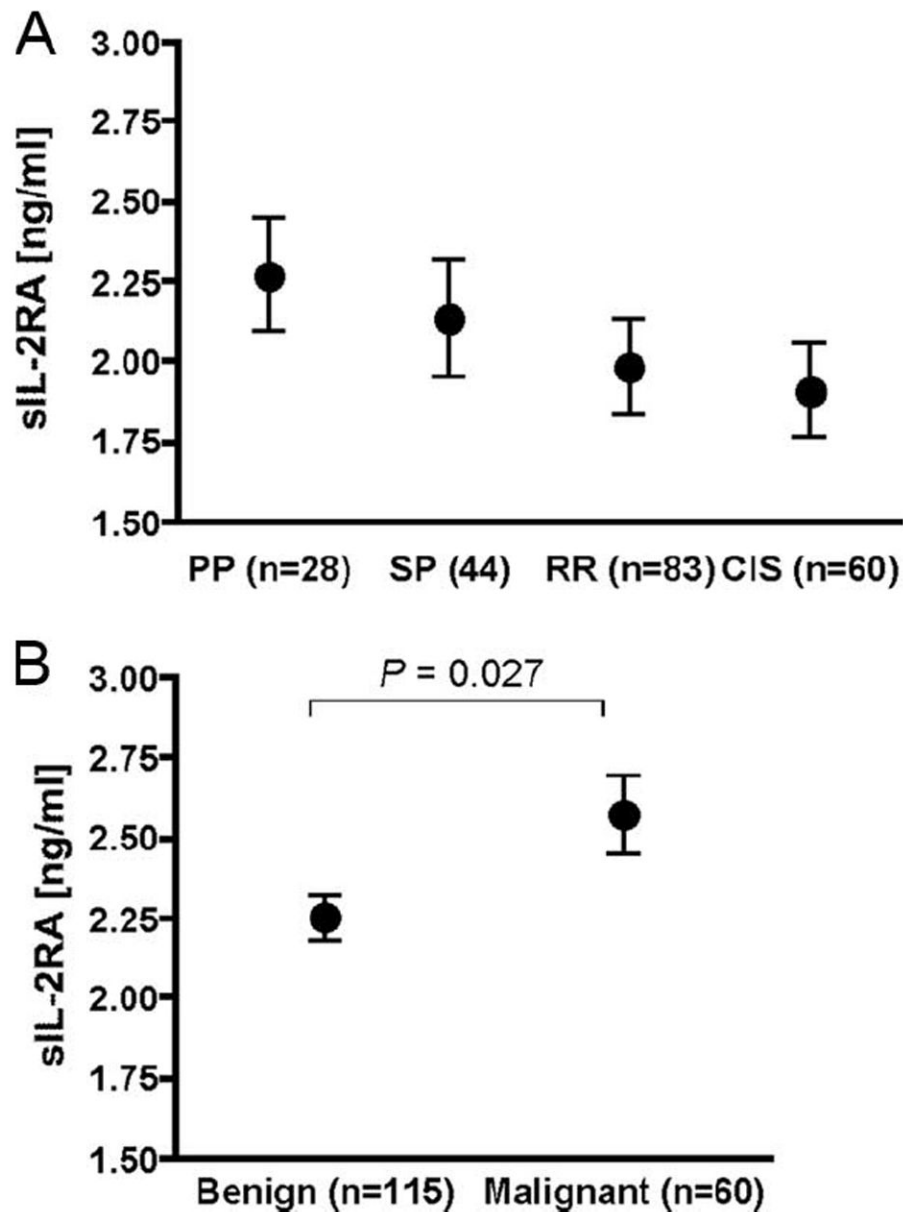 A
sIL-2RA [ng/ml]
3.00
2.75
2.50
2.25
2.00
1.75
1.50
PP (n=28) SP (44) RR (n=83) CIS (n=60)
B
sIL-2RA [ng/ml]
P = 0.027
3.00
2.75
2.50
2.25
2.00
1.75
1.50
Benign (n=115) Malignant (n=60)